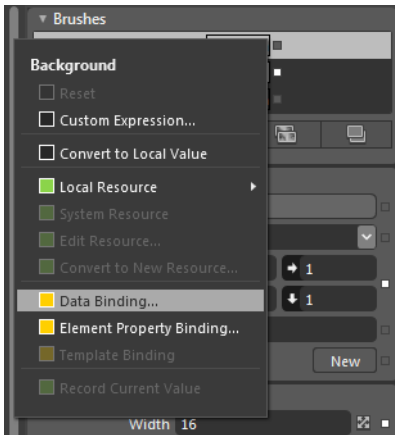 Brushes
Background
Reset
Custom Expression...
Convert to Local Value
Local Resource
System Resource
Edit Resource...
Convert to New Resource...
1
Data Binding...
1
Element Property Binding...
Template Binding
New
Record Current Value
Width 16